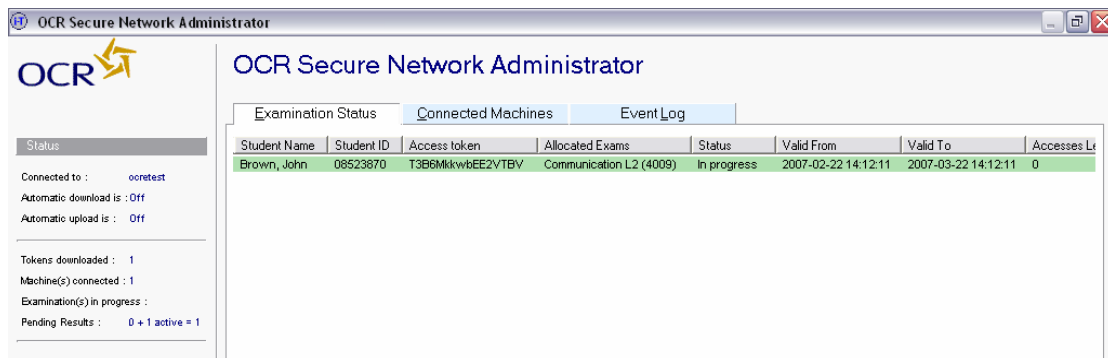 OCR Secure Network Administrator
OCR
OCR Secure Network Administrator
Examination Status Connected Machines Event Log
Status
Student Name Student ID Access token Allocated Exams Status Valid From Valid To Accesses Le
Brown, John 08523870 T3B6MkkwbEE2VTBV Communication L2 (4009) In progress 2007-02-22 14:12:11 2007-03-22 14:12:11 0
Connected to : ocretest
Automatic download is : Off
Automatic upload is : Off
Tokens downloaded : 1
Machine(s) connected : 1
Examination(s) in progress :
Pending Results : 0 + 1 active = 1